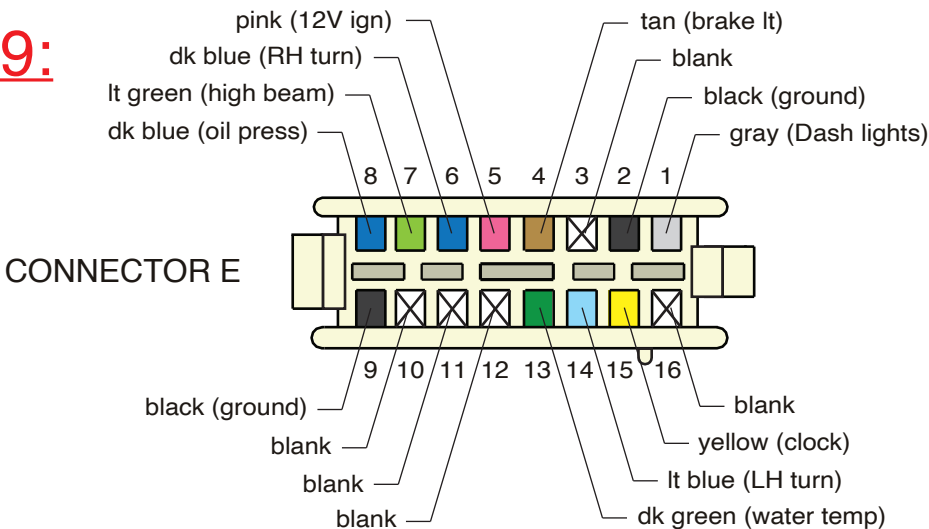 9:
pink (12V ign)
dk blue (RH turn)
lt green (high beam)
dk blue (oil press)
tan (brake lt)
blank
black (ground)
gray (Dash lights)
8 7 6 5 4 3 2 1
CONNECTOR E
9 10 11 12 13 14 15 16
black (ground)
blank
blank
blank
blank
yellow (clock)
lt blue (LH turn)
dk green (water temp)